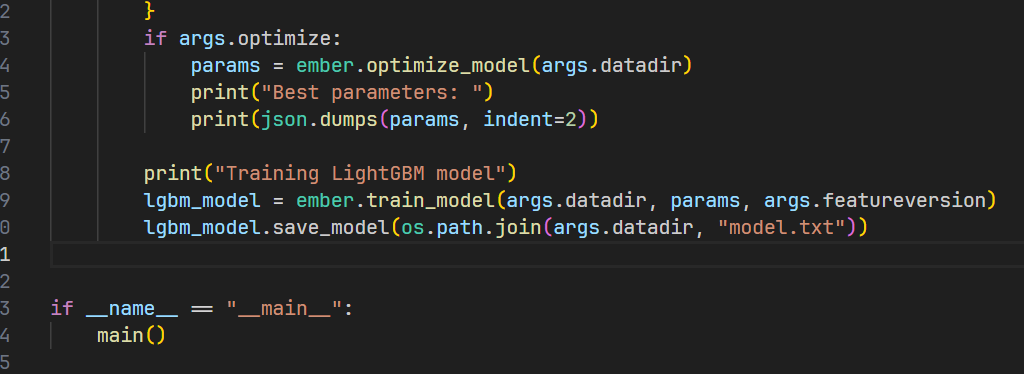 2         }
3         if args.optimize:
4             params = ember.optimize_model(args.datadir)
5             print("Best parameters: ")
6             print(json.dumps(params, indent=2))
7
8         print("Training LightGBM model")
9         lgbm_model = ember.train_model(args.datadir, params, args.featureversion)
0         lgbm_model.save_model(os.path.join(args.datadir, "model.txt"))
1
2
3 if __name__ == "__main__":
4     main()
5